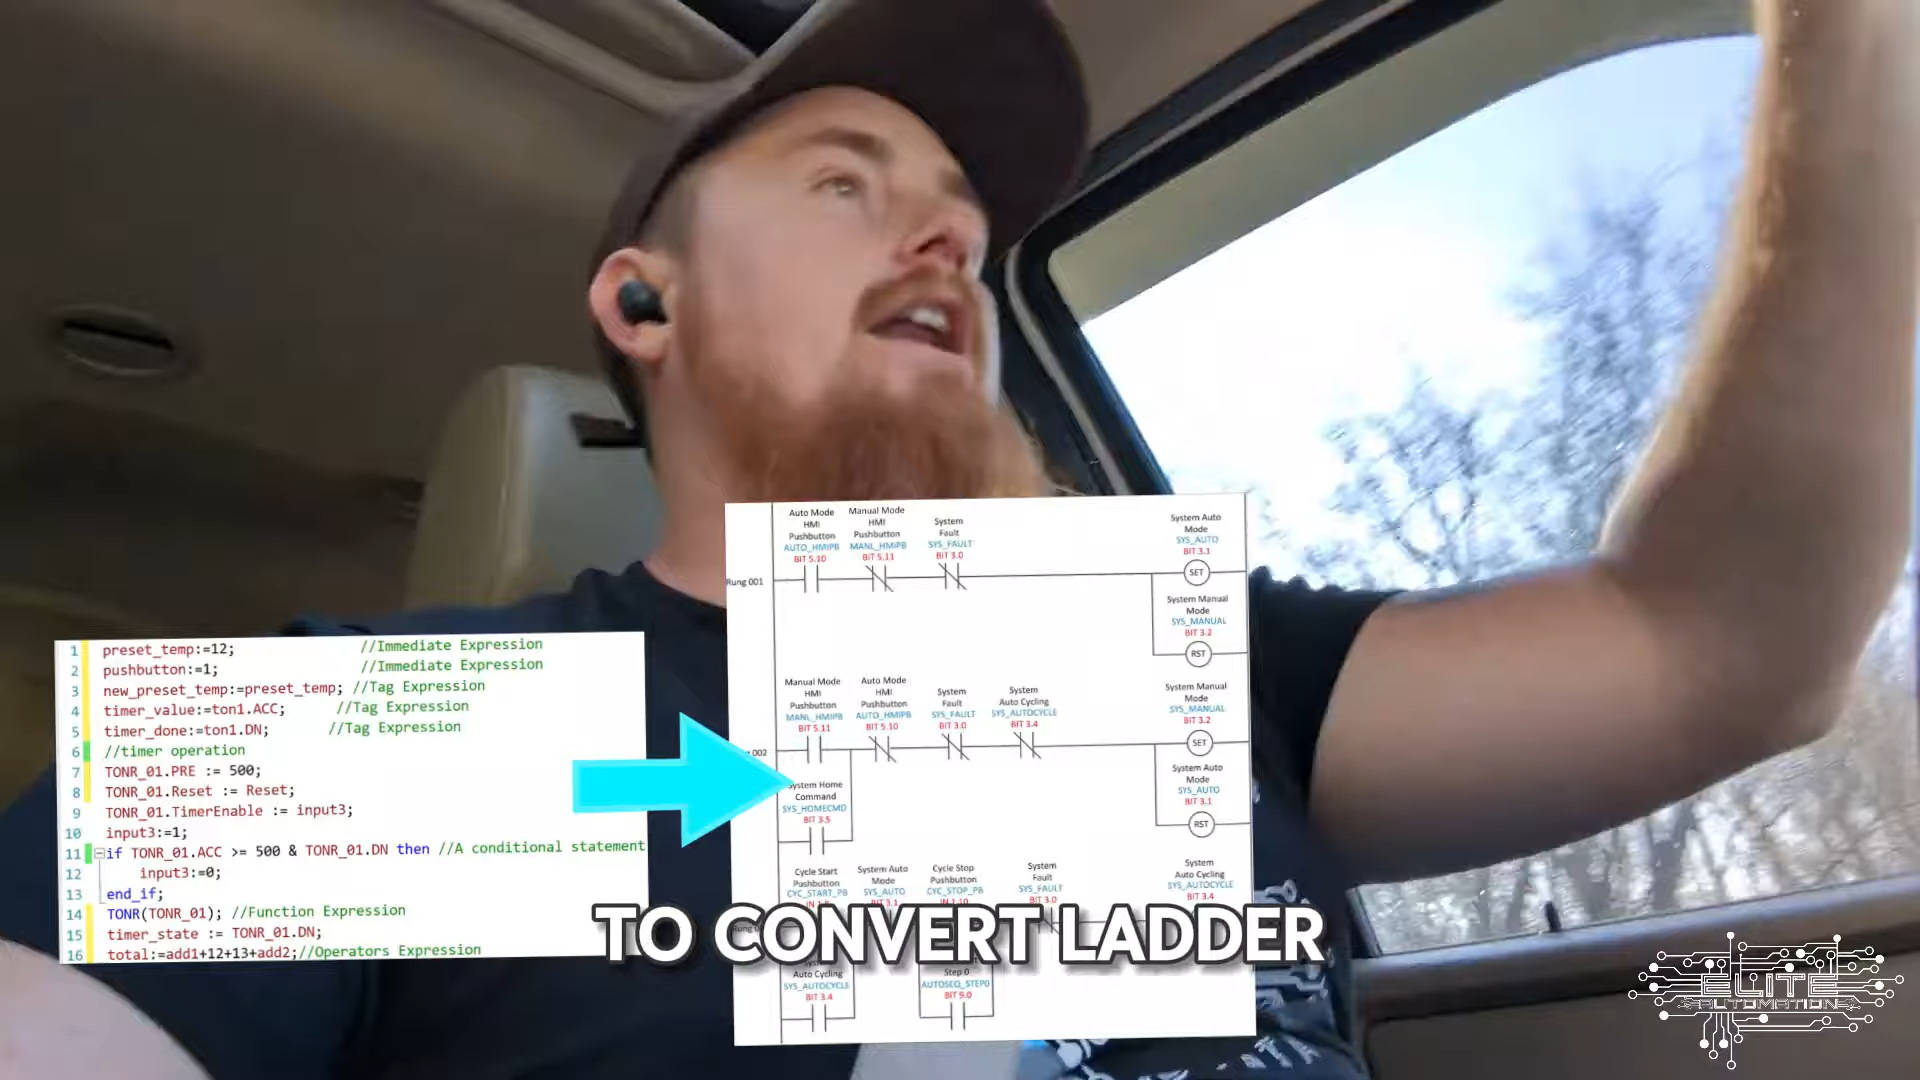 1 preset_temp:=12; //Immediate Expression
2 pushbutton:=1; //Immediate Expression
3 new_preset_temp:=preset_temp; //Tag Expression
4 timer_value:=ton1.ACC; //Tag Expression
5 timer_done:=ton1.DN; //Tag Expression
6 //timer operation
7 TONR_01.PRE := 500;
8 TONR_01.Reset := Reset;
9 TONR_01.TimerEnable := input3;
10 input3:=1;
11 if TONR_01.ACC >= 500 & TONR_01.DN then //A conditional statement
12 input3:=0;
13 end_if;
14 TONR(TONR_01); //Function Expression
15 timer_state := TONR_01.DN;
16 total:=add1+12+13+add2;//Operators Expression
Auto Mode
HMI
Pushbutton
AUTO_HMIPB
BIT 5.10
Manual Mode
HMI
Pushbutton
MANL_HMIPB
BIT 5.11
System
Fault
SYS_FAULT
BIT 3.0
System Auto
Mode
SYS_AUTO
BIT 3.1
Rung 001
SET
System Manual
Mode
SYS_MANUAL
BIT 3.2
RST
Manual Mode
HMI
Pushbutton
MANL_HMIPB
BIT 5.11
Auto Mode
HMI
Pushbutton
AUTO_HMIPB
BIT 5.10
System
Fault
SYS_FAULT
BIT 3.0
System
Auto Cycling
SYS_AUTOCYCLE
BIT 3.4
System Manual
Mode
SYS_MANUAL
BIT 3.2
002
SET
System Home
Command
SYS_HOMECMD
BIT 3.5
System Auto
Mode
SYS_AUTO
BIT 3.1
RST
Cycle Start
Pushbutton
CYC_START_PB
System Auto
Mode
SYS_AUTO
BIT 3.1
Cycle Stop
Pushbutton
CYC_STOP_PB
IN 1.10
System
Fault
SYS_FAULT
BIT 3.0
System
Auto Cycling
SYS_AUTOCYCLE
BIT 3.4
TO CONVERT LADDER
Auto Cycling
SYS_AUTOCYCLE
BIT 3.4
Step 0
AUTOSEQ_STEP0
BIT 9.0
ELITE
AUTOMATION